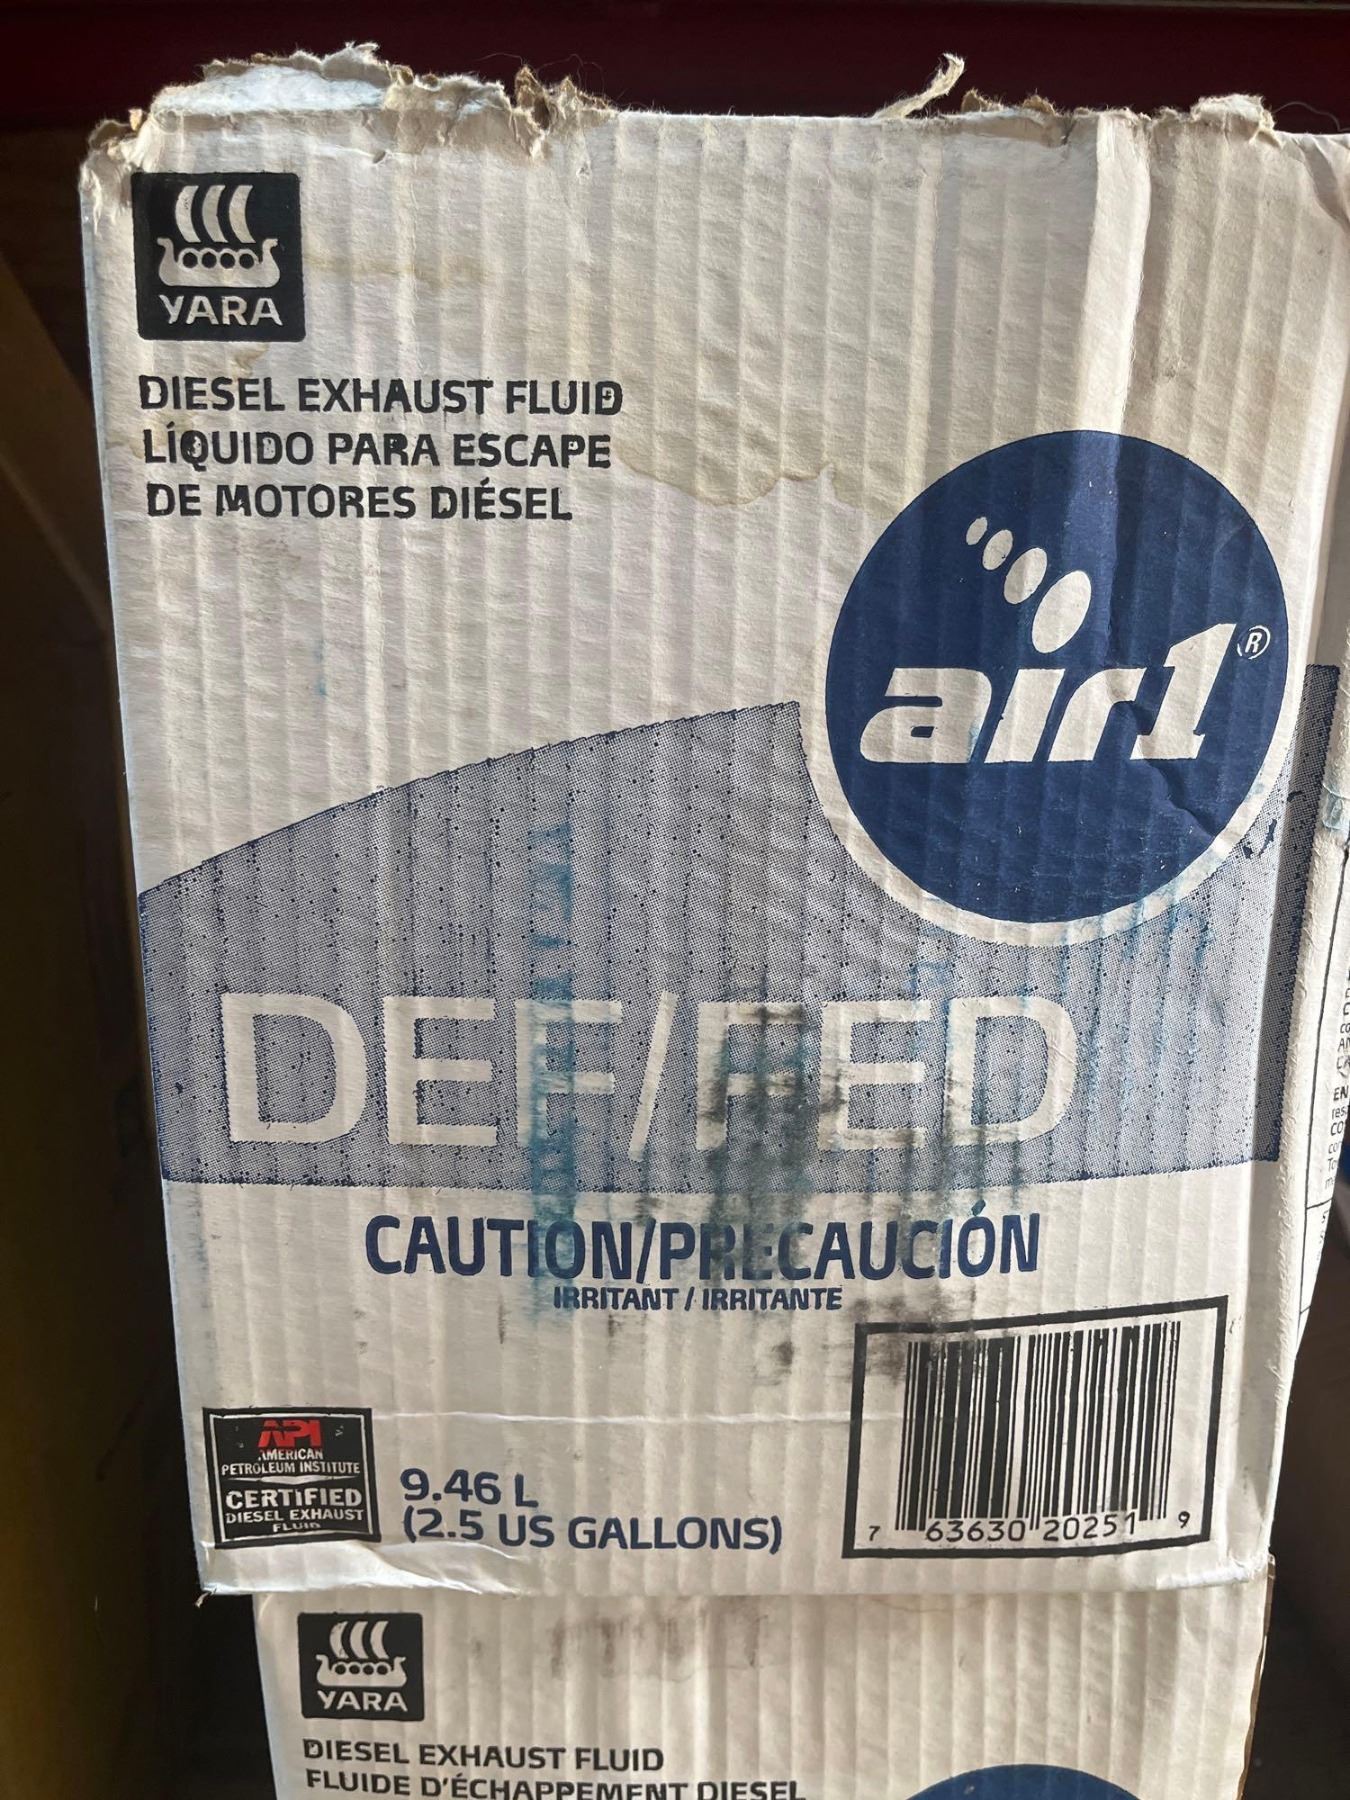 YARA
DIESEL EXHAUST FLUID
LÍQUIDO PARA ESCAPE
DE MOTORES DIÉSEL
air1®
DEF/FED
CAUTION/PRECAUCIÓN
IRRITANT / IRRITANTE
API
AMERICAN
PETROLEUM INSTITUTE
CERTIFIED
DIESEL EXHAUST
FLUID
9.46 L
(2.5 US GALLONS)
7 63630 20251 9
YARA
DIESEL EXHAUST FLUID
FLUIDE D'ÉCHAPPEMENT DIESEL